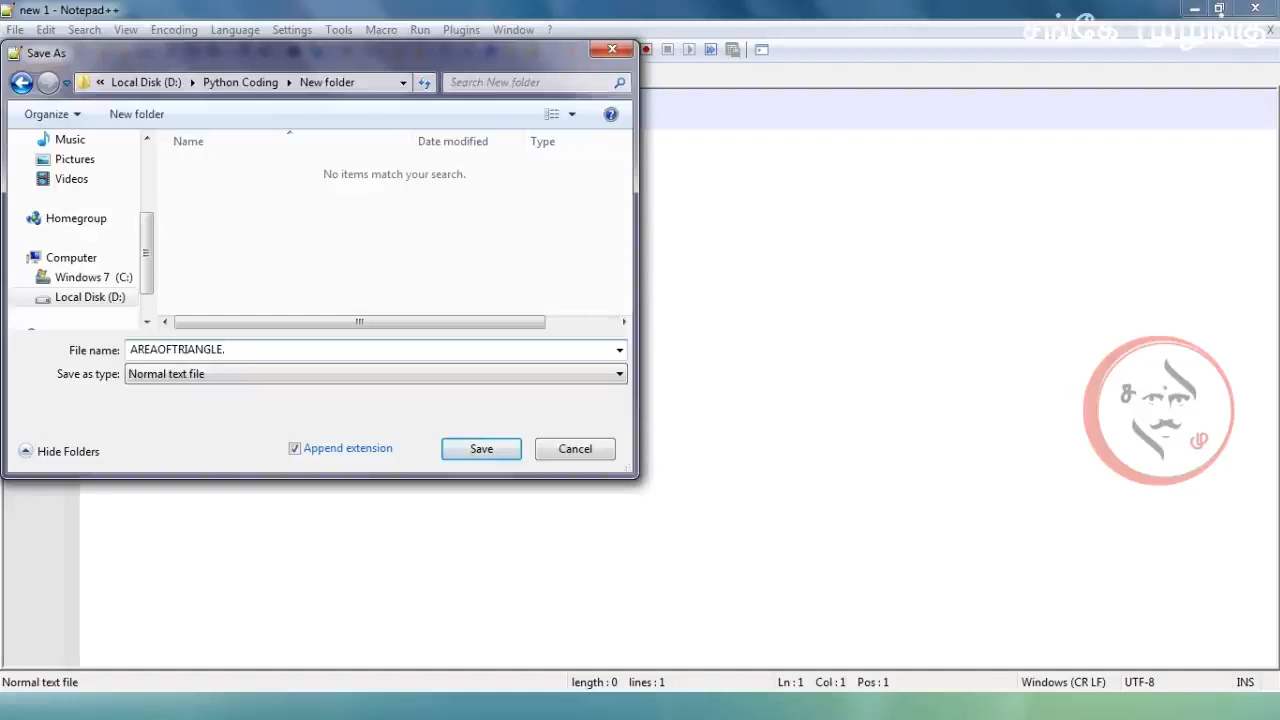 new 1 - Notepad++
File Edit Search View Encoding Language Settings Tools Macro Run Plugins Window ?
Save As
« Local Disk (D:) Python Coding New folder Search New folder
Organize New folder
Music
Pictures
Videos
Homegroup
Computer
Windows 7 (C:)
Local Disk (D:)
Name Date modified Type
No items match your search.
File name: AREAOFTRIANGLE.
Save as type: Normal text file
Hide Folders Append extension Save Cancel
Normal text file length : 0 lines : 1 Ln : 1 Col : 1 Pos : 1 Windows (CR LF) UTF-8 INS